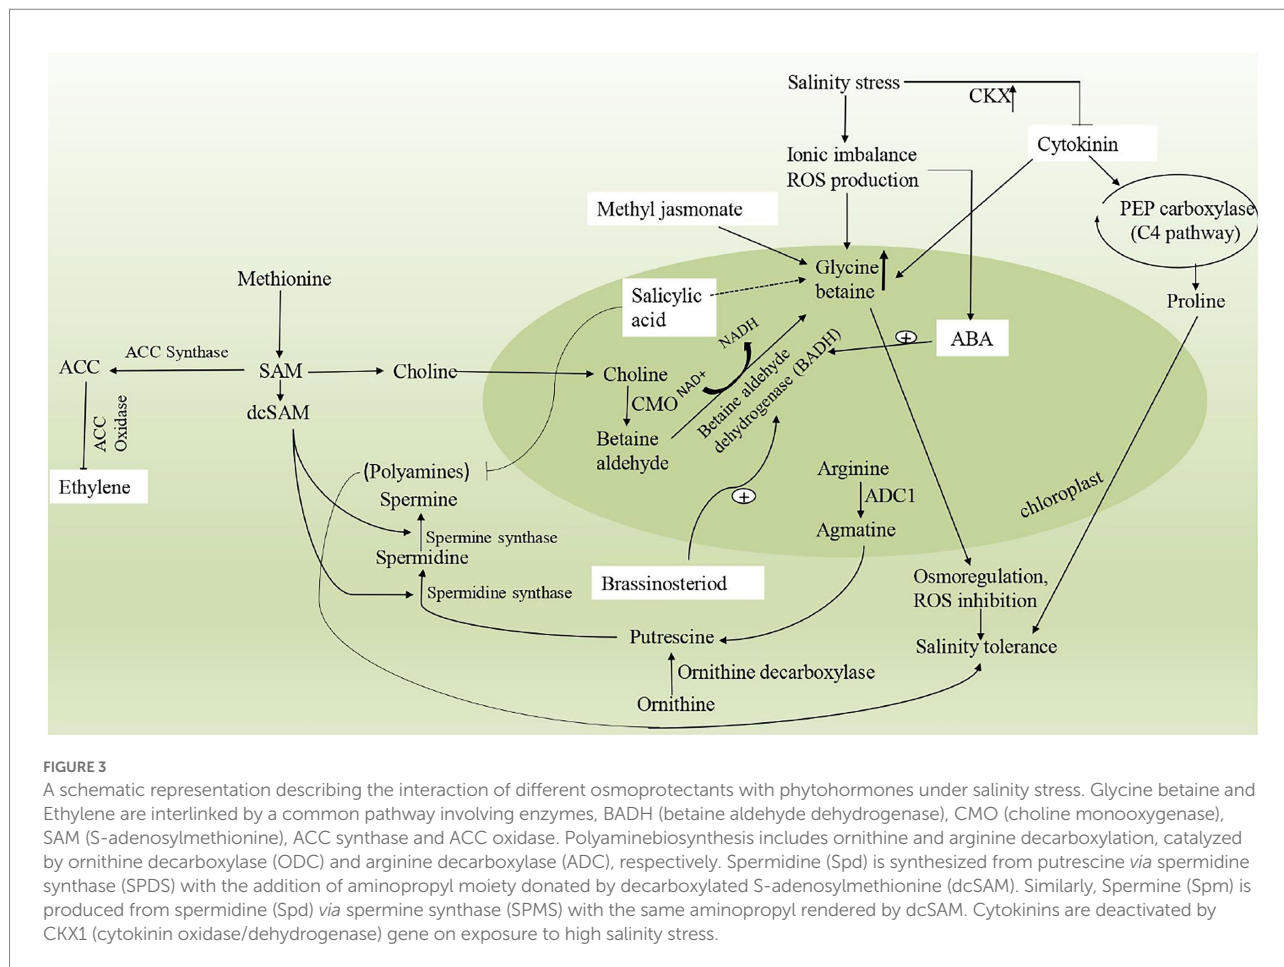 Salinity stress
CKX
Cytokinin
Ionic imbalance
ROS production
Methyl jasmonate
PEP carboxylase
(C4 pathway)
Glycine
betaine
Methionine
Salicylic
acid
Proline
NADH
ABA
+
ACC
ACC Synthase
SAM
Choline
Choline
NAD+
CMO
Betaine aldehyde
dehydrogenase (BADH)
dcSAM
ACC
Oxidase
Betaine
aldehyde
Ethylene
(Polyamines)
Spermine
Arginine
ADC1
+
chloroplast
Agmatine
Spermine synthase
Spermidine
Brassinosteriod
Osmoregulation,
ROS inhibition
Spermidine synthase
Putrescine
Salinity tolerance
Ornithine decarboxylase
Ornithine
FIGURE 3
A schematic representation describing the interaction of different osmoprotectants with phytohormones under salinity stress. Glycine betaine and
Ethylene are interlinked by a common pathway involving enzymes, BADH (betaine aldehyde dehydrogenase), CMO (choline monooxygenase),
SAM (S-adenosylmethionine), ACC synthase and ACC oxidase. Polyaminebiosynthesis includes ornithine and arginine decarboxylation, catalyzed
by ornithine decarboxylase (ODC) and arginine decarboxylase (ADC), respectively. Spermidine (Spd) is synthesized from putrescine via spermidine
synthase (SPDS) with the addition of aminopropyl moiety donated by decarboxylated S-adenosylmethionine (dcSAM). Similarly, Spermine (Spm) is
produced from spermidine (Spd) via spermine synthase (SPMS) with the same aminopropyl rendered by dcSAM. Cytokinins are deactivated by
CKX1 (cytokinin oxidase/dehydrogenase) gene on exposure to high salinity stress.